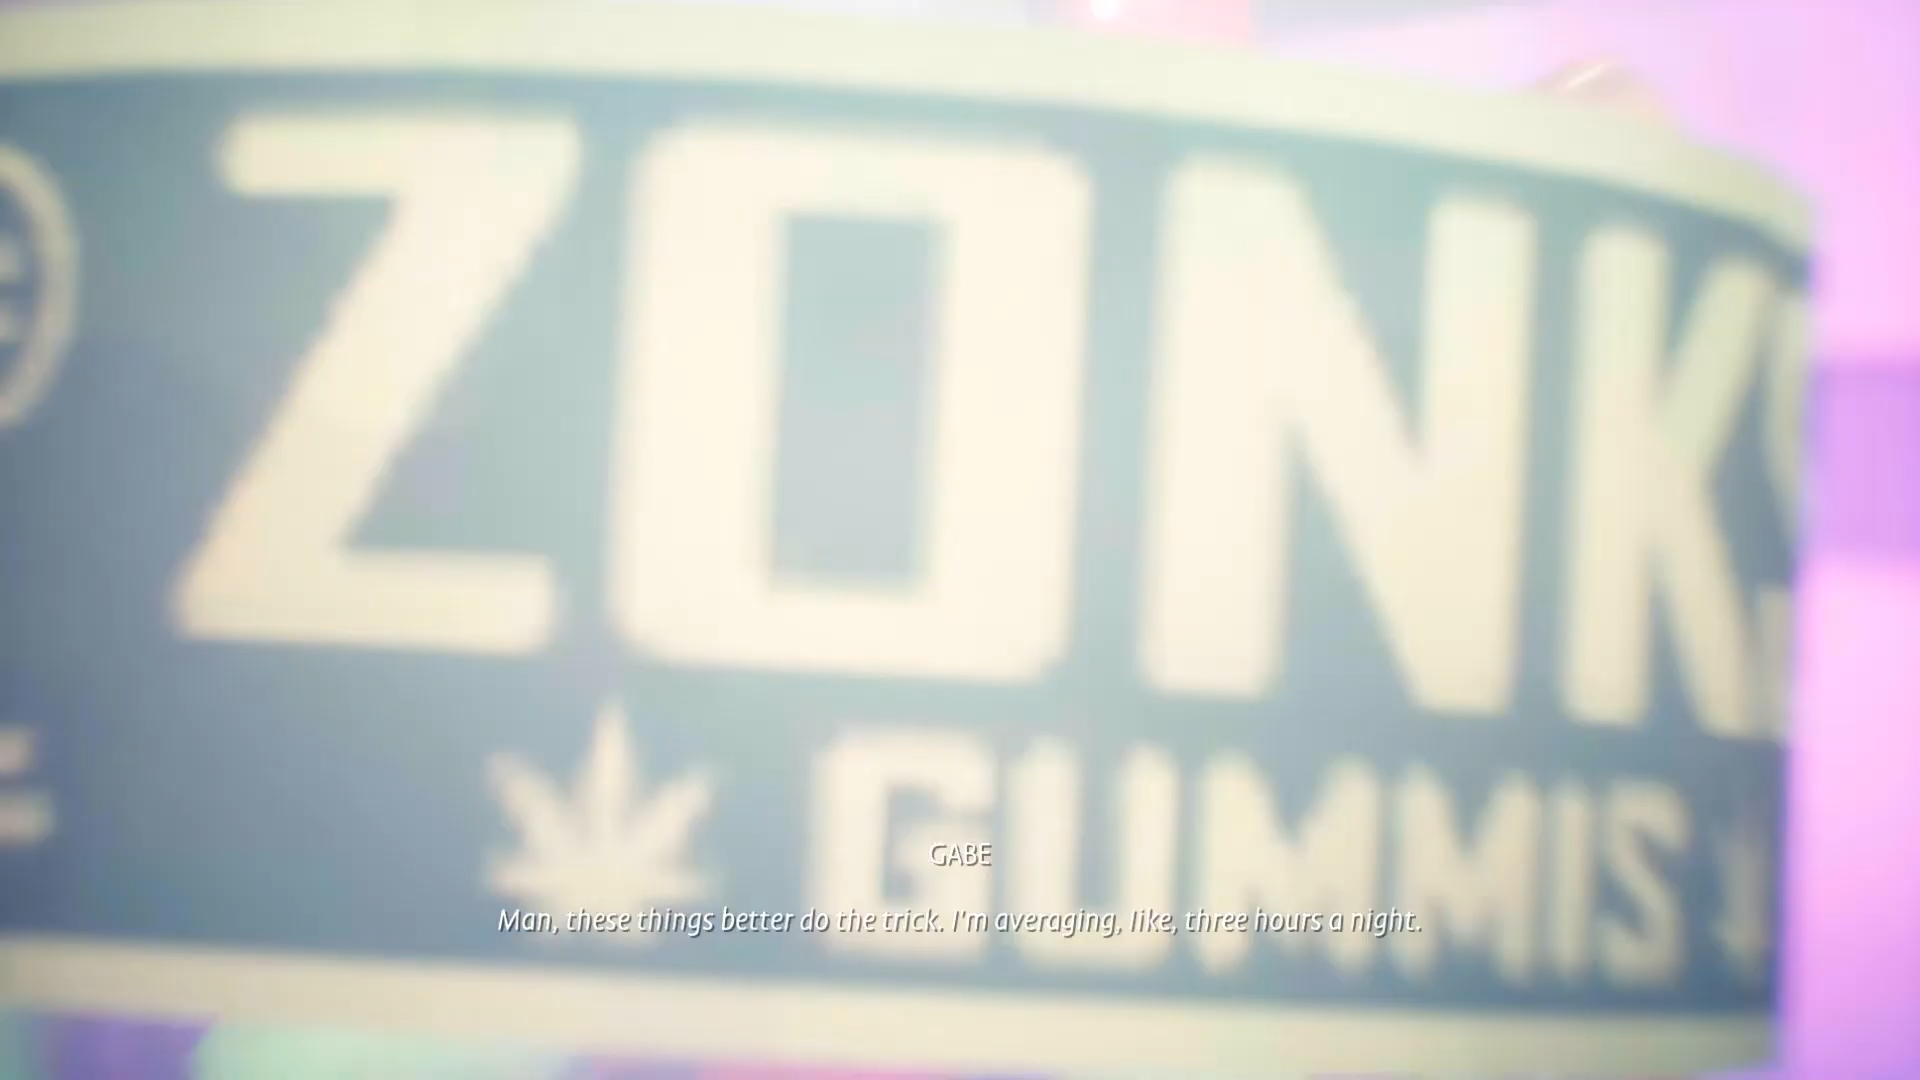 ZONK
GUMMIS
GABE
Man, these things better do the trick. I'm averaging, like, three hours a night.